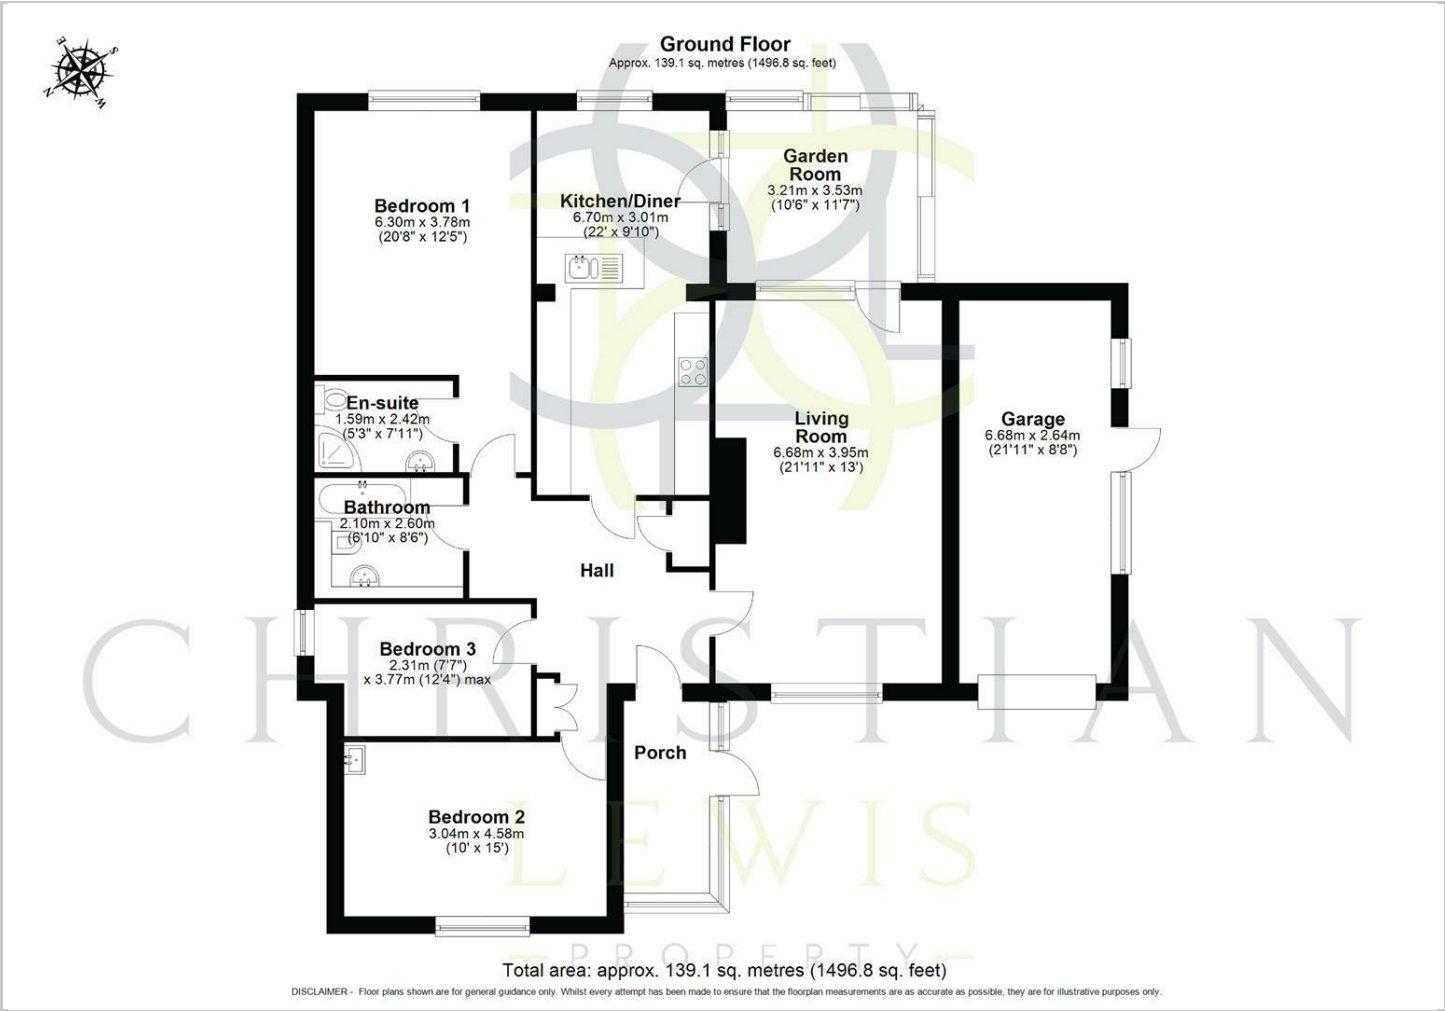 Ground Floor
Approx. 139.1 sq. metres (1496.8 sq. feet)
E
S
N
W
Bedroom 1
6.30m x 3.78m
(20'8" x 12'5")
Kitchen/Diner
6.70m x 3.01m
(22' x 9'10")
Garden
Room
3.21m x 3.53m
(10'6" x 11'7")
En-suite
1.59m x 2.42m
(5'3" x 7'11")
Living
Room
6.68m x 3.95m
(21'11" x 13')
Garage
6.68m x 2.64m
(21'11" x 8'8")
Bathroom
2.10m x 2.60m
(6'10" x 8'6")
Hall
Bedroom 3
2.31m (7'7")
x 3.77m (12'4") max
CHRISTIAN
Porch
Bedroom 2
3.04m x 4.58m
(10' x 15')
LEWIS
PROPERTY
Total area: approx. 139.1 sq. metres (1496.8 sq. feet)
DISCLAIMER - Floor plans shown are for general guidance only. Whilst every attempt has been made to ensure that the floorplan measurements are as accurate as possible, they are for illustrative purposes only.